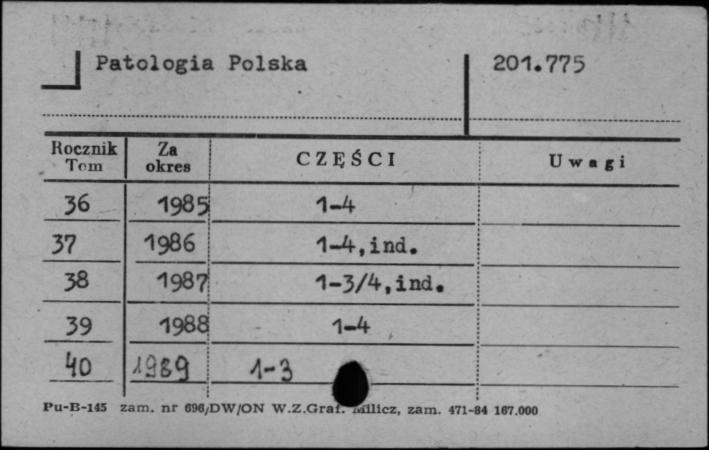 Patologia Polska 201.775
Rocznik Tom Za okres CZĘŚCI Uwagi
36 1985 1-4
37 1986 1-4,ind.
38 1987 1-3/4,ind.
39 1988 1-4
40 1989 1-3
Pu-B-145 zam. nr 696/DW/ON W.Z.Graf. Milicz, zam. 471-84 167.000